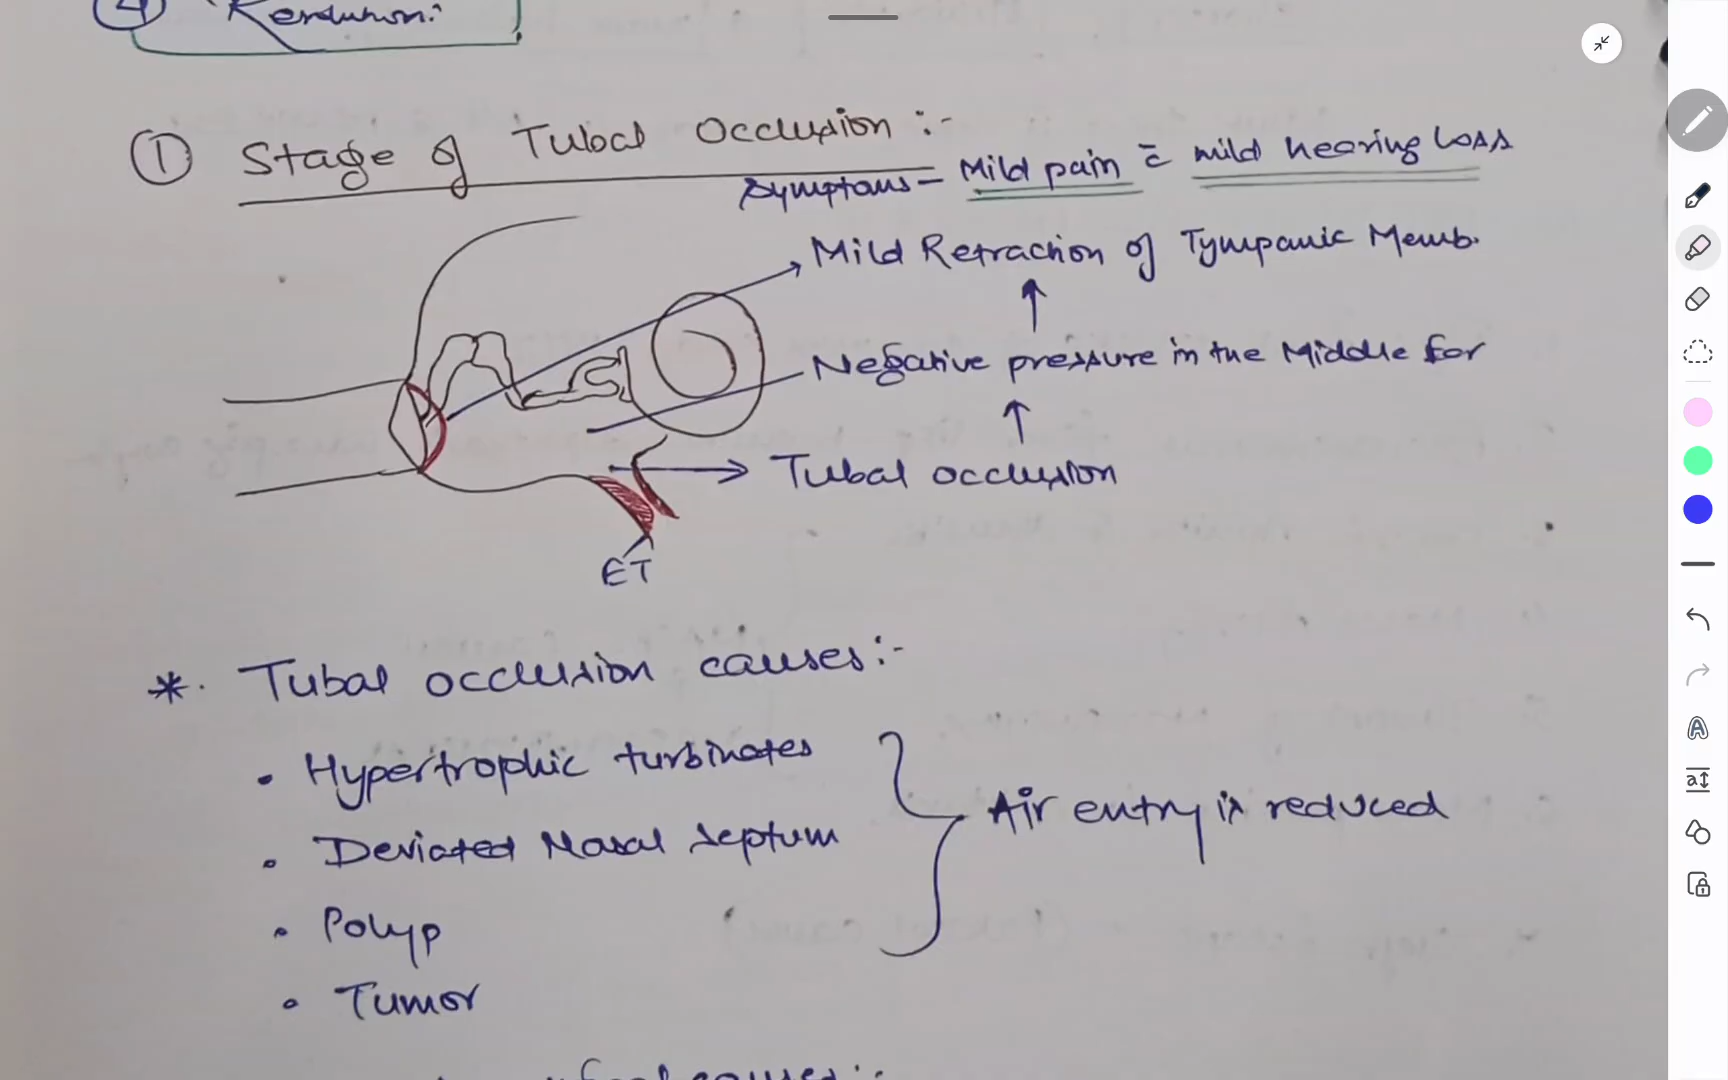 ④ Resolution:
① Stage of Tubal Occlusion :-
Symptoms = Mild pain c̄ mild hearing loss
Mild Retraction of Tympanic Memb.
Negative pressure in the Middle Ear
Tubal occlusion
ET
* Tubal occlusion causes :-
• Hypertrophic turbinates
• Deviated Nasal septum
Air entry is reduced
• Polyp
• Tumor
causes :-